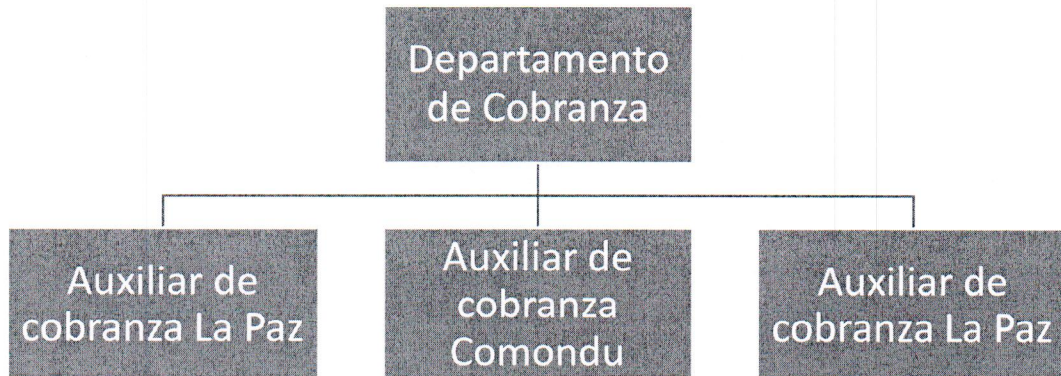 Departamento
de Cobranza
Auxiliar de
cobranza La Paz
Auxiliar de
cobranza
Comondu
Auxiliar de
cobranza La Paz